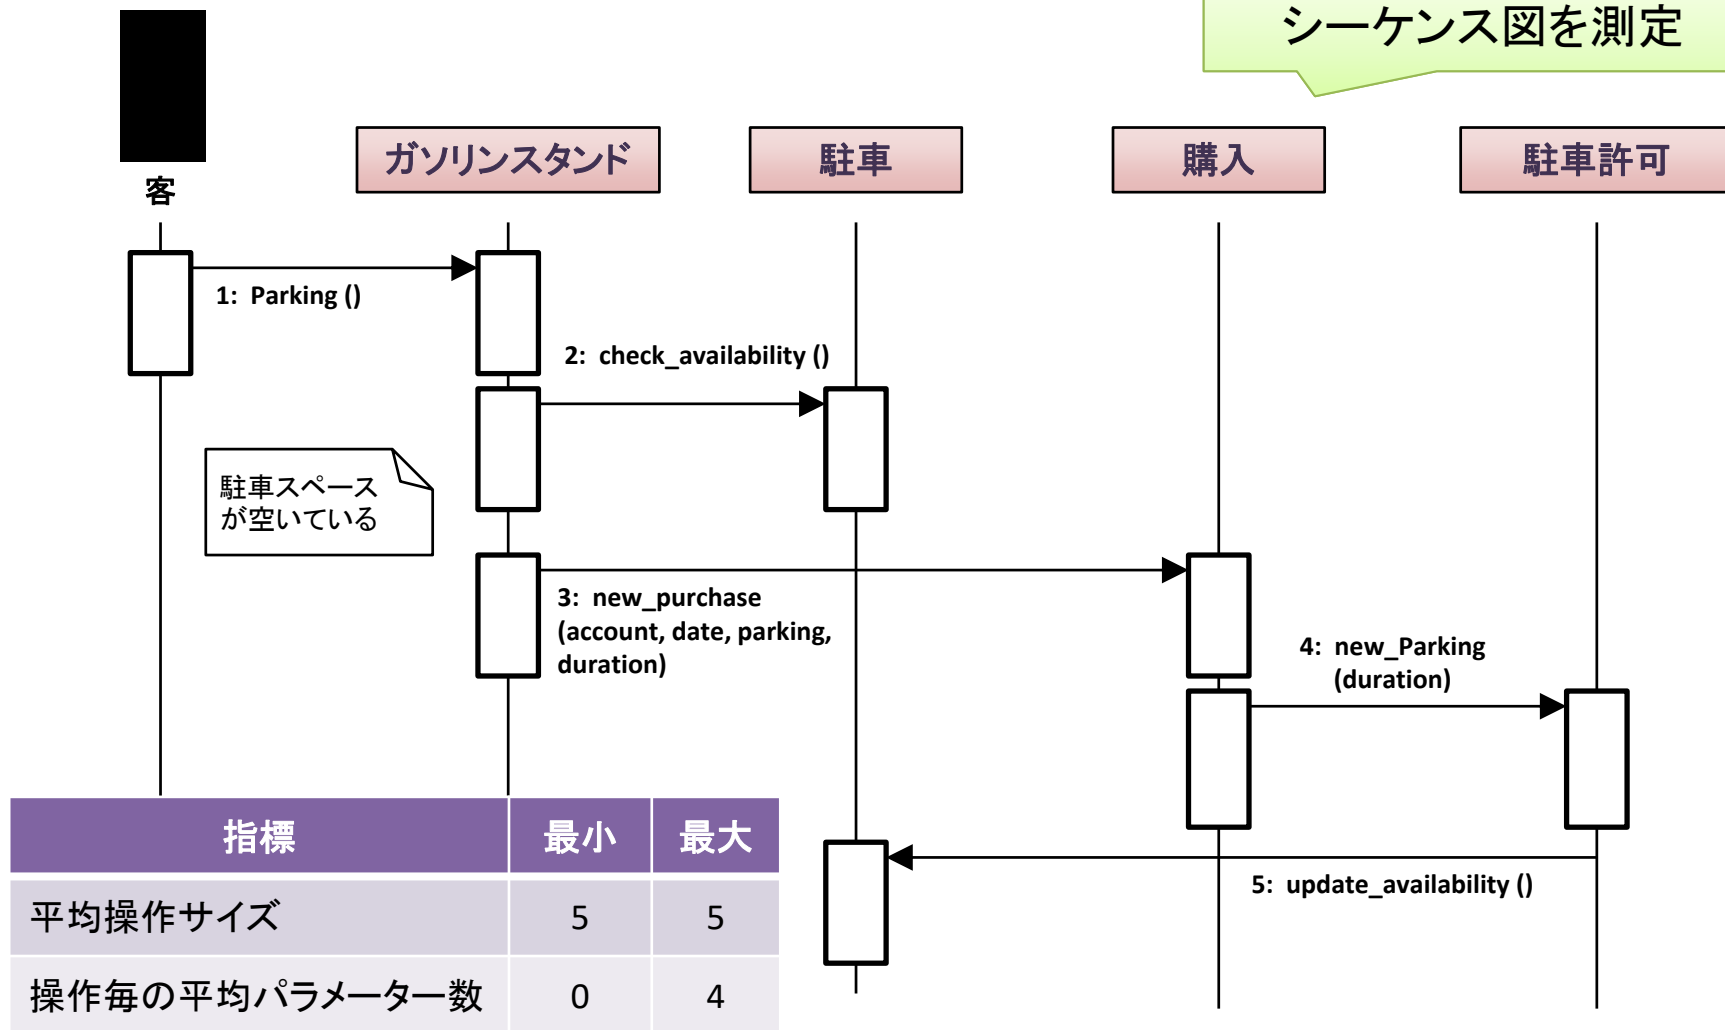 シーケンス図を測定
ガソリンスタンド
駐車
購入
駐車許可
客
1: Parking ()
2: check_availability ()
駐車スペース
が空いている
3: new_purchase
(account, date, parking,
duration)
4: new_Parking
(duration)
5: update_availability ()
指標 最小 最大
平均操作サイズ 5 5
操作毎の平均パラメーター数 0 4